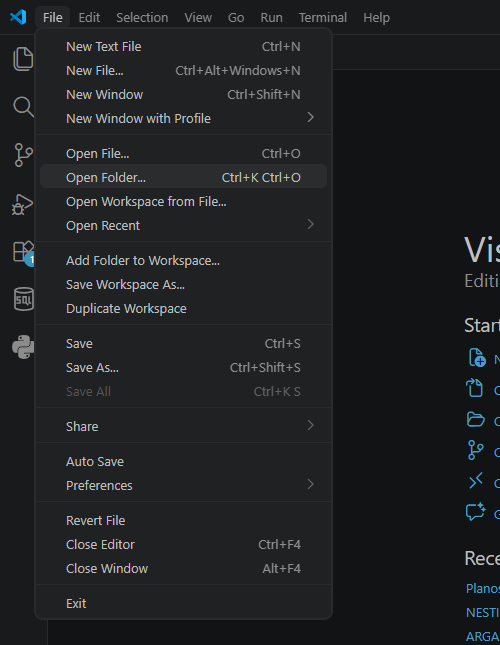 File Edit Selection View Go Run Terminal Help
New Text File Ctrl+N
New File... Ctrl+Alt+Windows+N
New Window Ctrl+Shift+N
New Window with Profile
Open File... Ctrl+O
Open Folder... Ctrl+K Ctrl+O
Open Workspace from File...
Open Recent
Add Folder to Workspace...
Save Workspace As...
Duplicate Workspace
Save Ctrl+S
Save As... Ctrl+Shift+S
Save All Ctrl+K S
Share
Auto Save
Preferences
Revert File
Close Editor Ctrl+F4
Close Window Alt+F4
Exit
1
SQL
Vis
Editi
Start
N
O
O
C
C
G
Rece
Planos
NESTI
ARGA